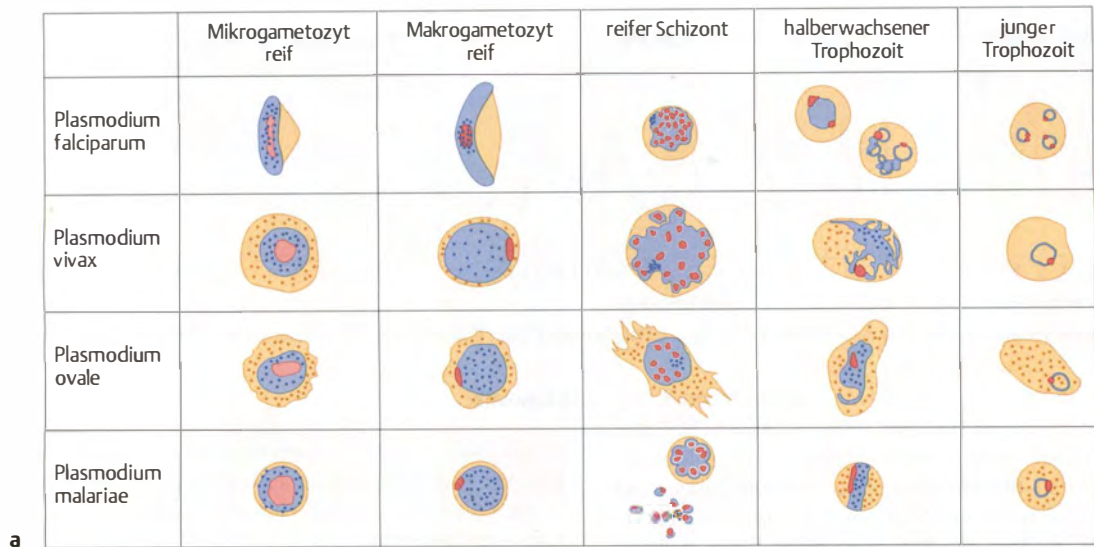 Mikrogametozyt
reif
Makrogametozyt
reif
reifer Schizont
halberwachsener
Trophozoit
junger
Trophozoit
Plasmodium
falciparum
Plasmodium
vivax
Plasmodium
ovale
Plasmodium
malariae
a